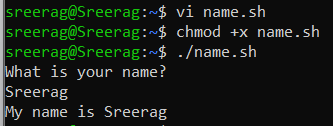 sreerag@Sreerag:~$ vi name.sh
sreerag@Sreerag:~$ chmod +x name.sh
sreerag@Sreerag:~$ ./name.sh
What is your name?
Sreerag
My name is Sreerag